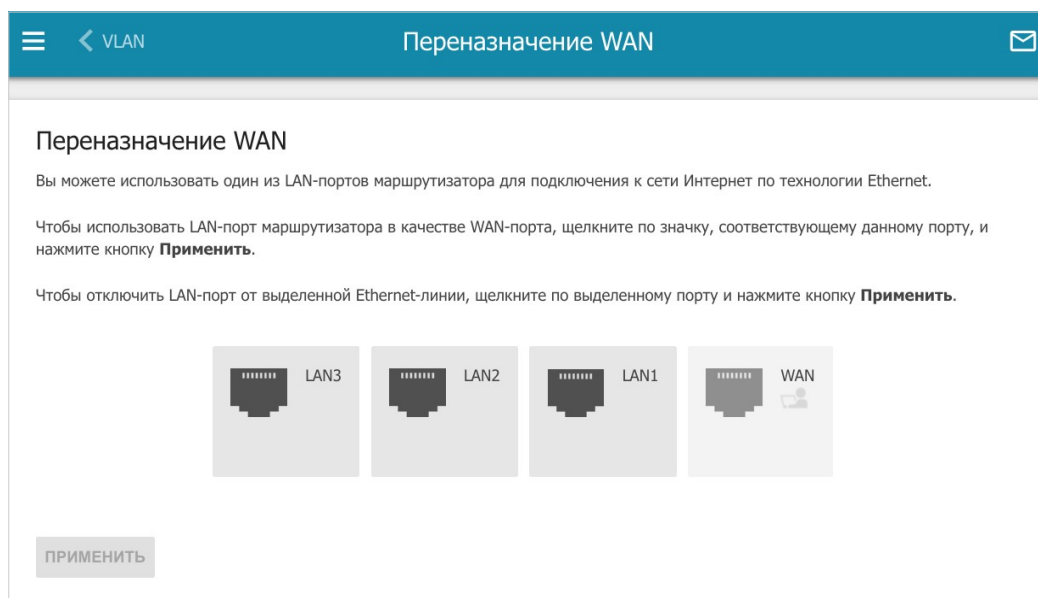 VLAN
Переназначение WAN
Переназначение WAN
Вы можете использовать один из LAN-портов маршрутизатора для подключения к сети Интернет по технологии Ethernet.
Чтобы использовать LAN-порт маршрутизатора в качестве WAN-порта, щелкните по значку, соответствующему данному порту, и
нажмите кнопку Применить.
Чтобы отключить LAN-порт от выделенной Ethernet-линии, щелкните по выделенному порту и нажмите кнопку Применить.
LAN3
LAN2
LAN1
WAN
ПРИМЕНИТЬ